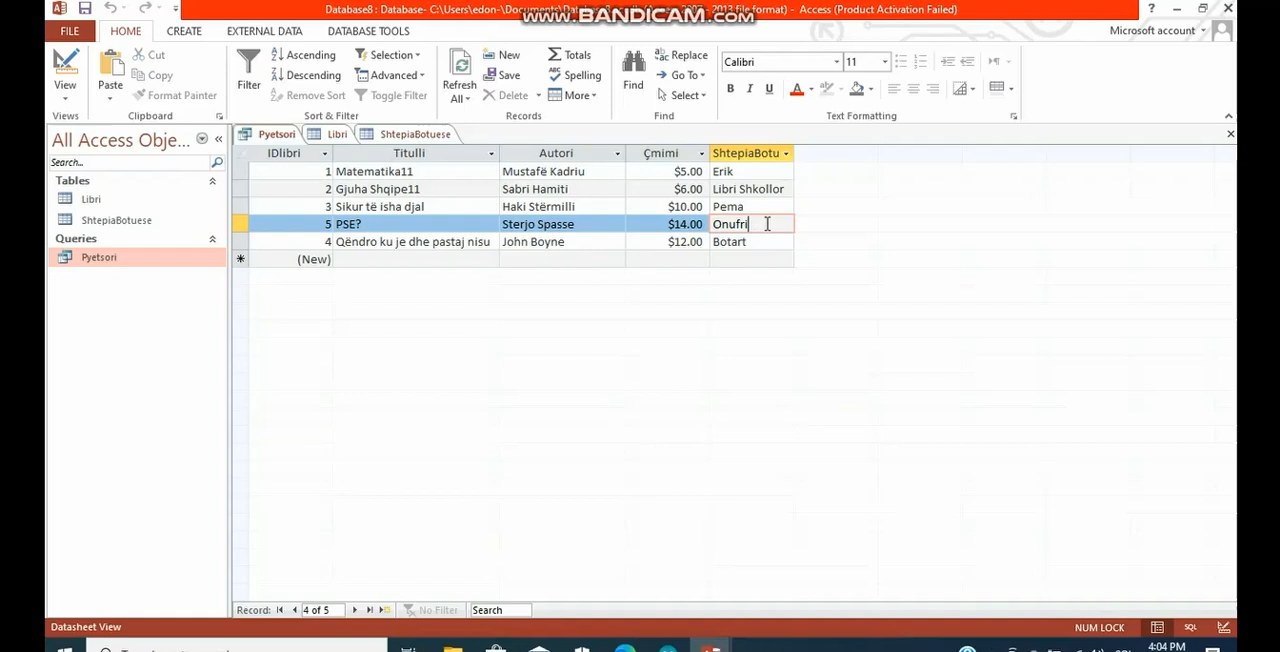 Database8 : Database- C:\Users\edon-
2013 file format) - Access (Product Activation Failed)
www.BANDICAM.com
FILE HOME CREATE EXTERNAL DATA DATABASE TOOLS Microsoft account
View
Views
Paste
Cut
Copy
Format Painter
Clipboard
Filter
Ascending
Descending
Remove Sort
Selection
Advanced
Toggle Filter
Sort & Filter
Refresh All
New
Save
Delete
Totals
Spelling
More
Records
Find
Replace
Go To
Select
Find
Calibri 11
B I U A
Text Formatting
All Access Obje...
Search...
Tables
Libri
ShtepiaBotuese
Queries
Pyetsori
Pyetsori Libri ShtepiaBotuese
IDlibri Titulli Autori Çmimi ShtepiaBotu
1 Matematika11 Mustafë Kadriu $5.00 Erik
2 Gjuha Shqipe11 Sabri Hamiti $6.00 Libri Shkollor
3 Sikur të isha djal Haki Stërmilli $10.00 Pema
5 PSE? Sterjo Spasse $14.00 Onufri
4 Qëndro ku je dhe pastaj nisu John Boyne $12.00 Botart
(New)
Record: 4 of 5 No Filter Search
Datasheet View NUM LOCK SQL
4:04 PM